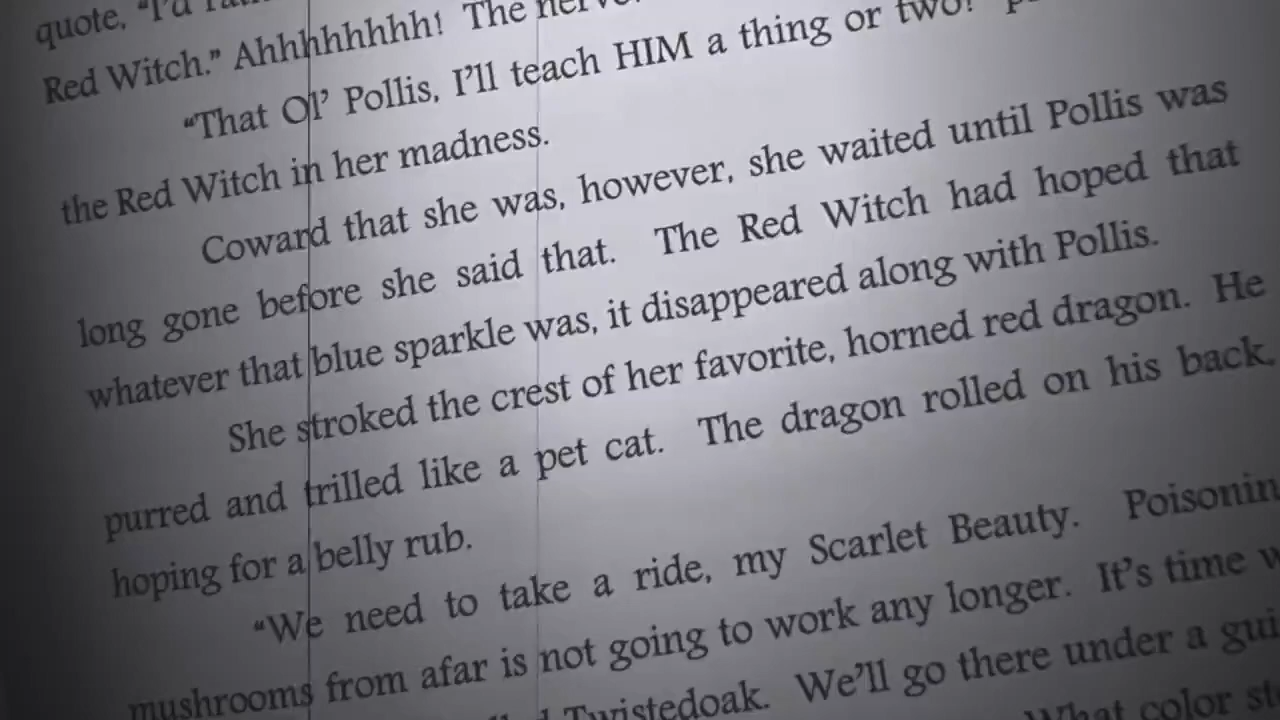 quote, "I'd
Red Witch." Ahhhhhhhh! The
"That Ol' Pollis, I'll teach HIM a thing or two!
the Red Witch in her madness.
Coward that she was, however, she waited until Pollis was
long gone before she said that. The Red Witch had hoped that
whatever that blue sparkle was, it disappeared along with Pollis.
She stroked the crest of her favorite, horned red dragon. He
purred and trilled like a pet cat. The dragon rolled on his back,
hoping for a belly rub.
"We need to take a ride, my Scarlet Beauty.
mushrooms from afar is not going to work any longer. It's time
Twistedoak. We'll go there under a
What color